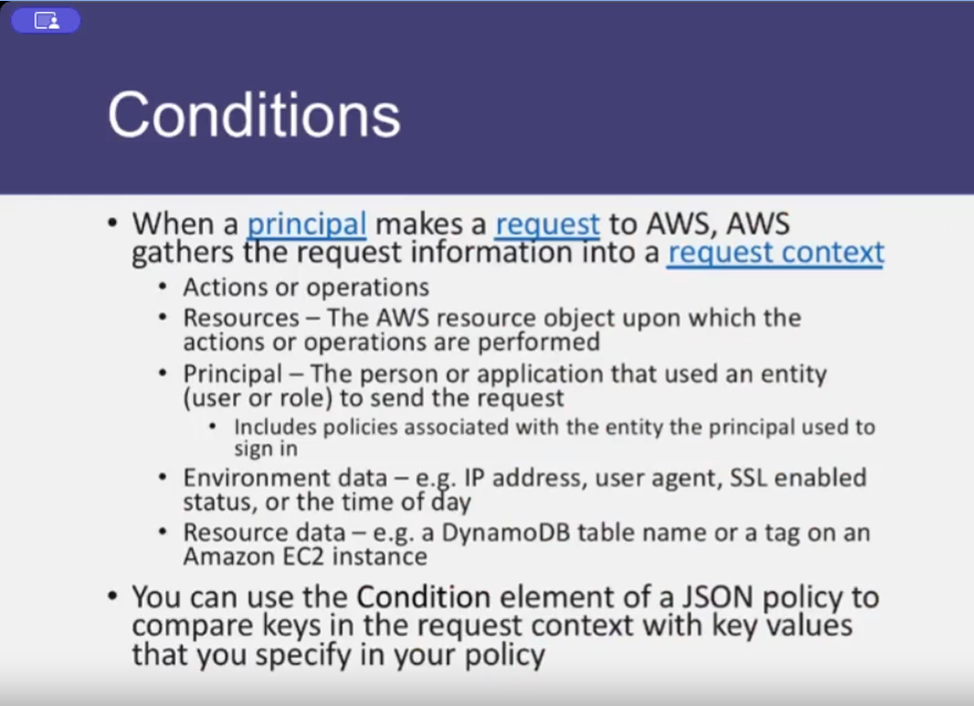 Conditions
• When a principal makes a request to AWS, AWS
gathers the request information into a request context
• Actions or operations
• Resources – The AWS resource object upon which the
actions or operations are performed
• Principal – The person or application that used an entity
(user or role) to send the request
• Includes policies associated with the entity the principal used to
sign in
• Environment data – e.g. IP address, user agent, SSL enabled
status, or the time of day
• Resource data – e.g. a DynamoDB table name or a tag on an
Amazon EC2 instance
• You can use the Condition element of a JSON policy to
compare keys in the request context with key values
that you specify in your policy